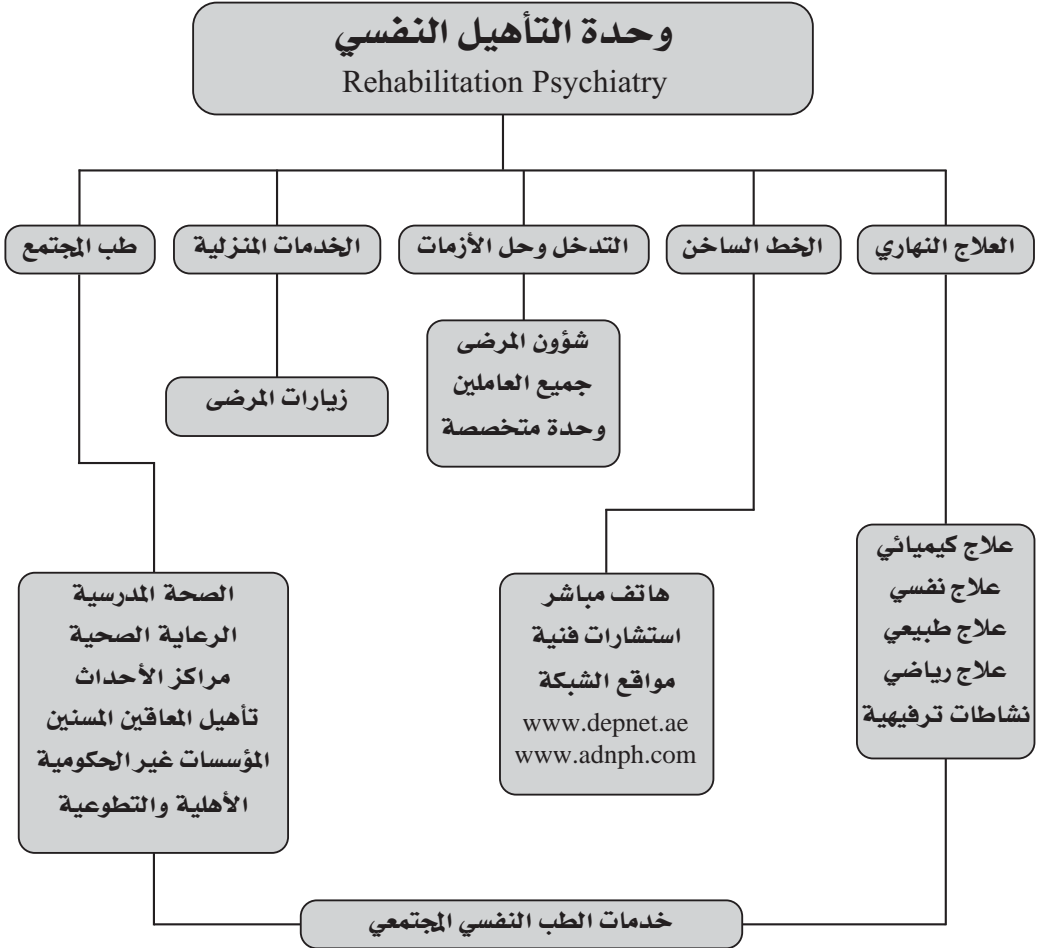 وحدة التأهيل النفسي
Rehabilitation Psychiatry
العلاج النهاري
الخط الساخن
التدخل وحل الأزمات
الخدمات المنزلية
طب المجتمع
شؤون المرضى
جميع العاملين
وحدة متخصصة
زيارات المرضى
علاج كيميائي
علاج نفسي
علاج طبيعي
علاج رياضي
نشاطات ترفيهية
هاتف مباشر
استشارات فنية
مواقع الشبكة
www.depnet.ae
www.adnph.com
الصحة المدرسية
الرعاية الصحية
مراكز الأحداث
تأهيل المعاقين المسنين
المؤسسات غير الحكومية
الأهلية والتطوعية
خدمات الطب النفسي المجتمعي